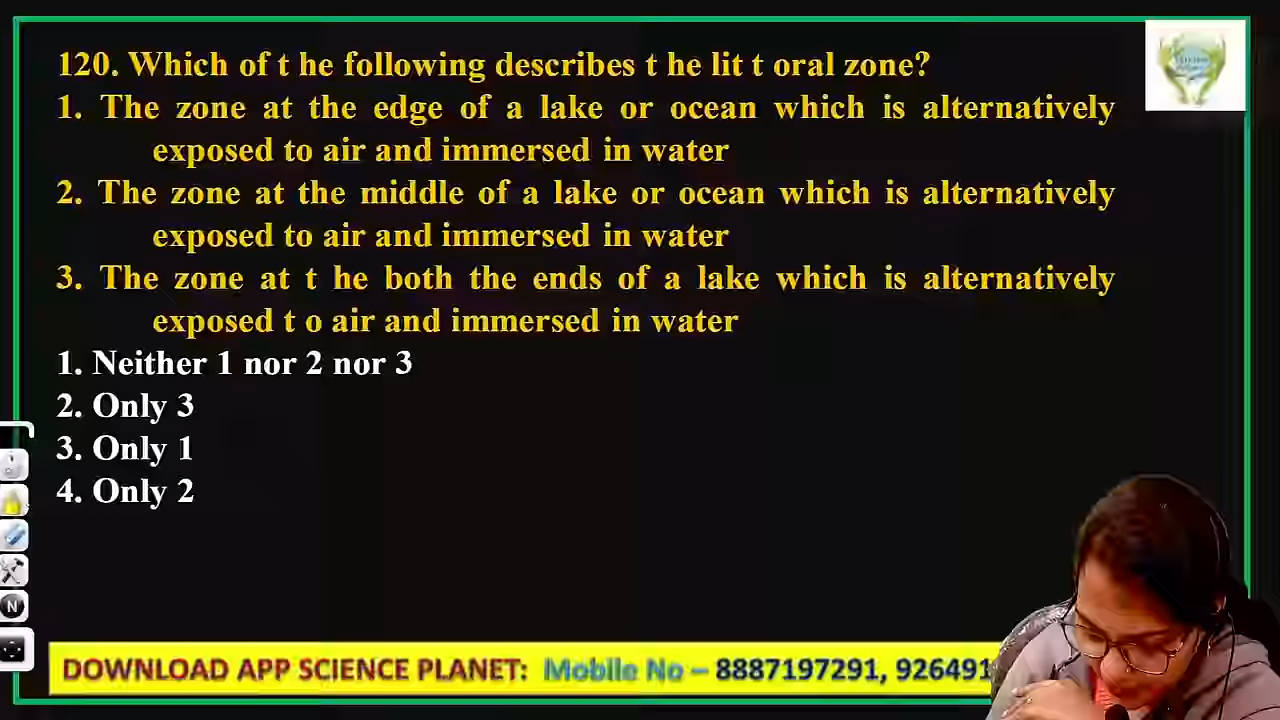 120. Which of t he following describes t he lit t oral zone?
1. The zone at the edge of a lake or ocean which is alternatively
exposed to air and immersed in water
2. The zone at the middle of a lake or ocean which is alternatively
exposed to air and immersed in water
3. The zone at t he both the ends of a lake which is alternatively
exposed t o air and immersed in water
1. Neither 1 nor 2 nor 3
2. Only 3
3. Only 1
4. Only 2
N
DOWNLOAD APP SCIENCE PLANET: Mobile No – 8887197291, 926491